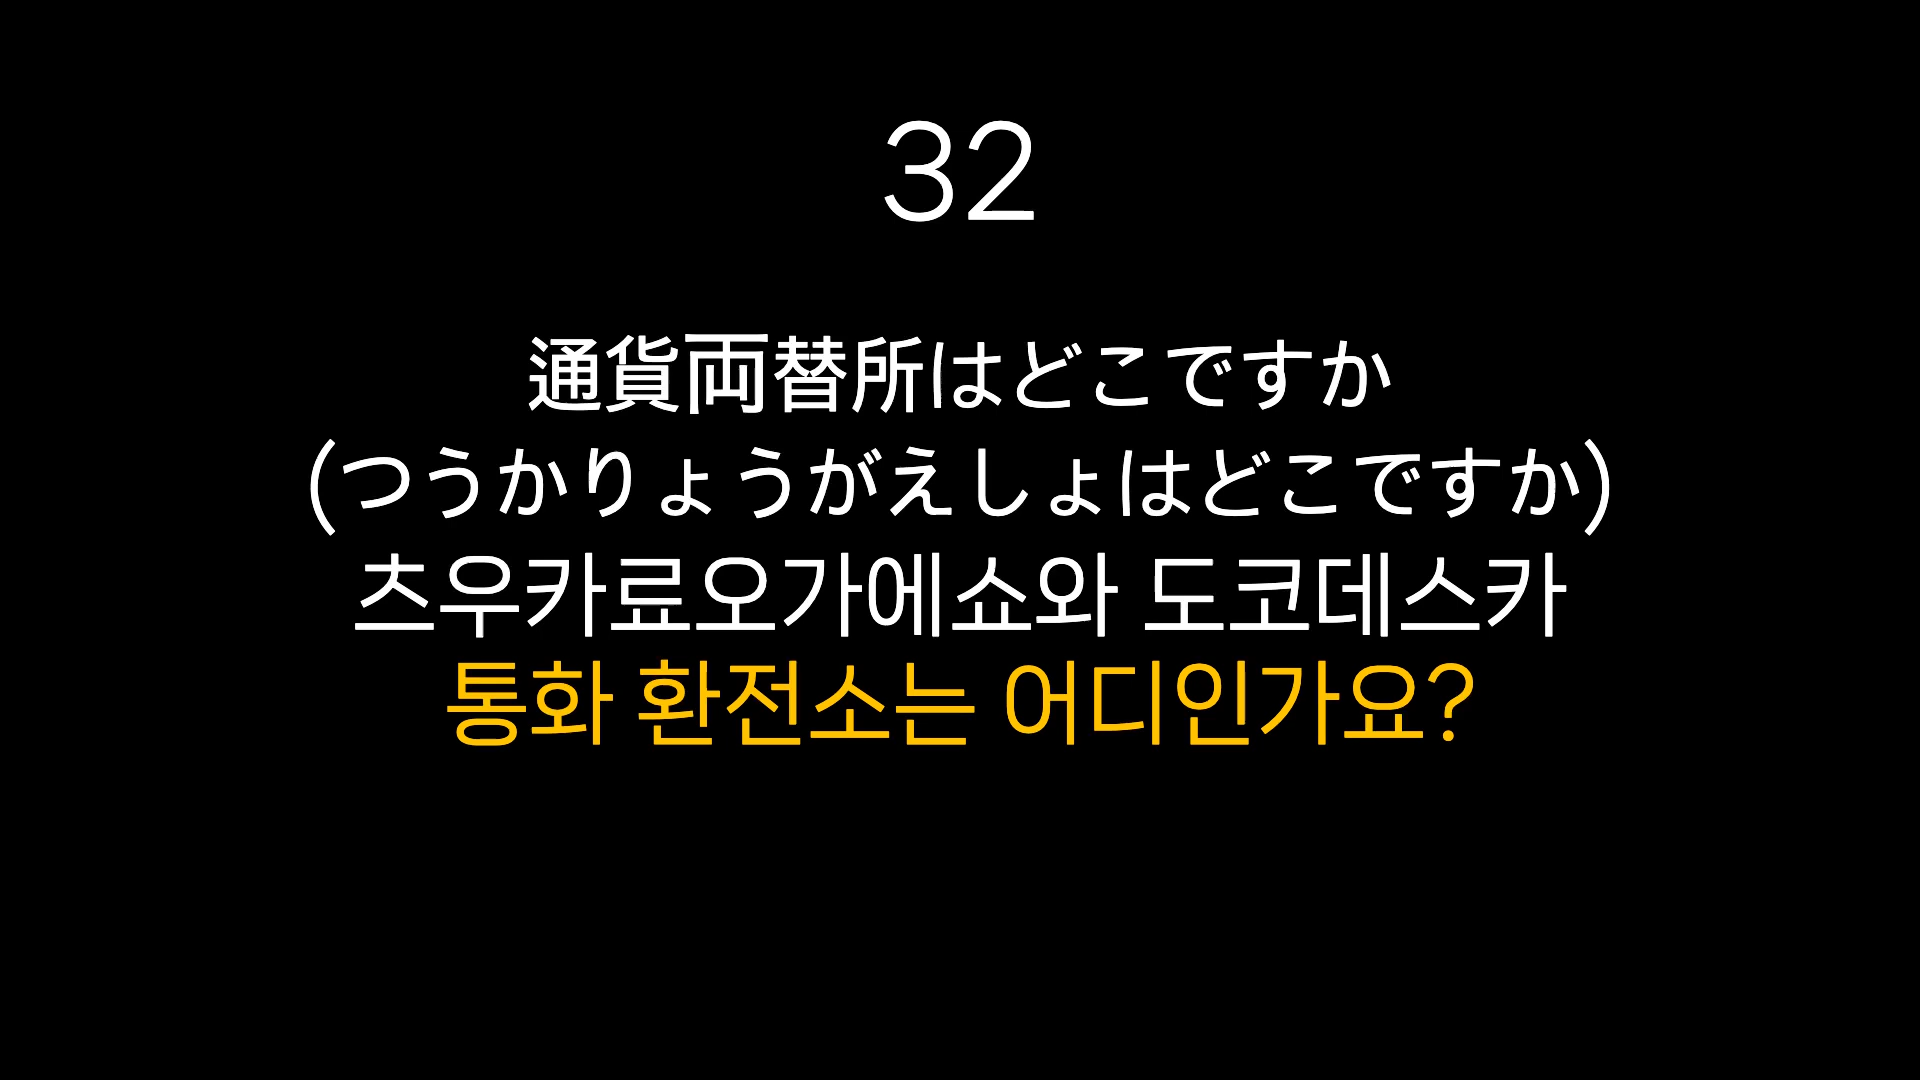 32
通貨両替所はどこですか
(つうかりょうがえしょはどこですか)
츠우카료오가에쇼와 도코데스카
통화 환전소는 어디인가요?